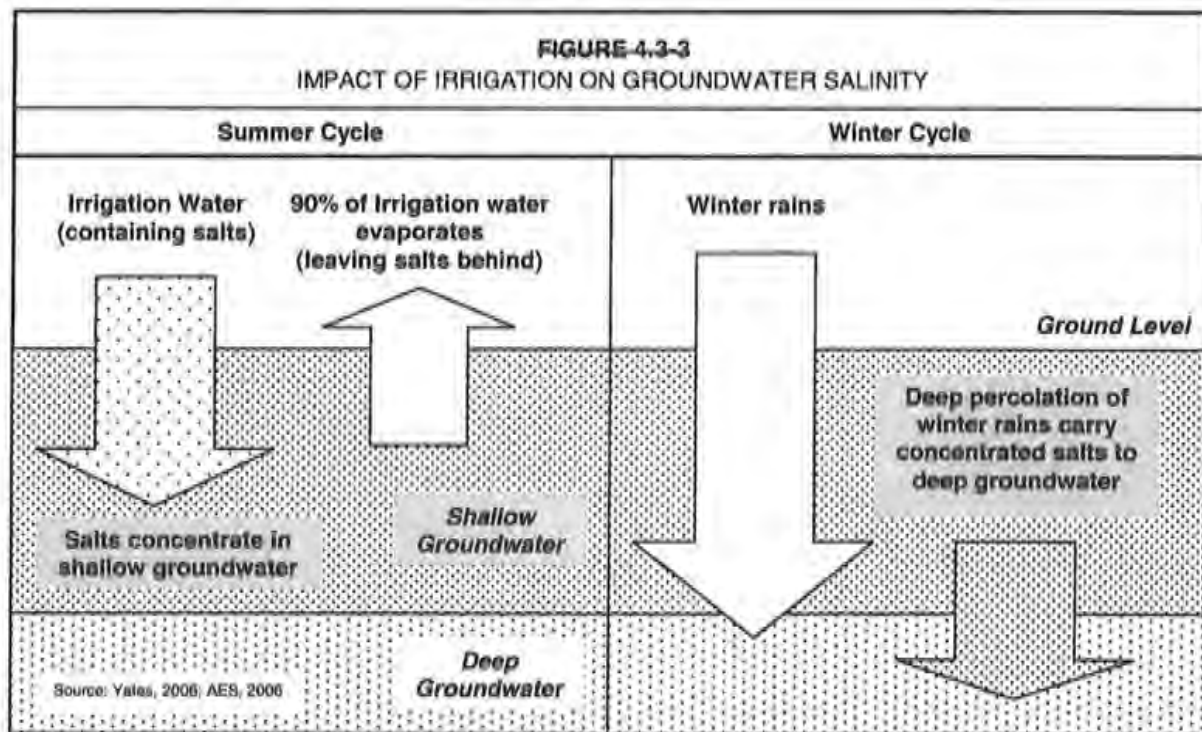 FIGURE 4.3-3
IMPACT OF IRRIGATION ON GROUNDWATER SALINITY
Summer Cycle
Winter Cycle
Irrigation Water
(containing salts)
90% of Irrigation water
evaporates
(leaving salts behind)
Winter rains
Ground Level
Deep percolation of
winter rains carry
concentrated salts to
deep groundwater
Shallow
Groundwater
Salts concentrate in
shallow groundwater
Deep
Groundwater
Source: Yates, 2006; AES, 2006